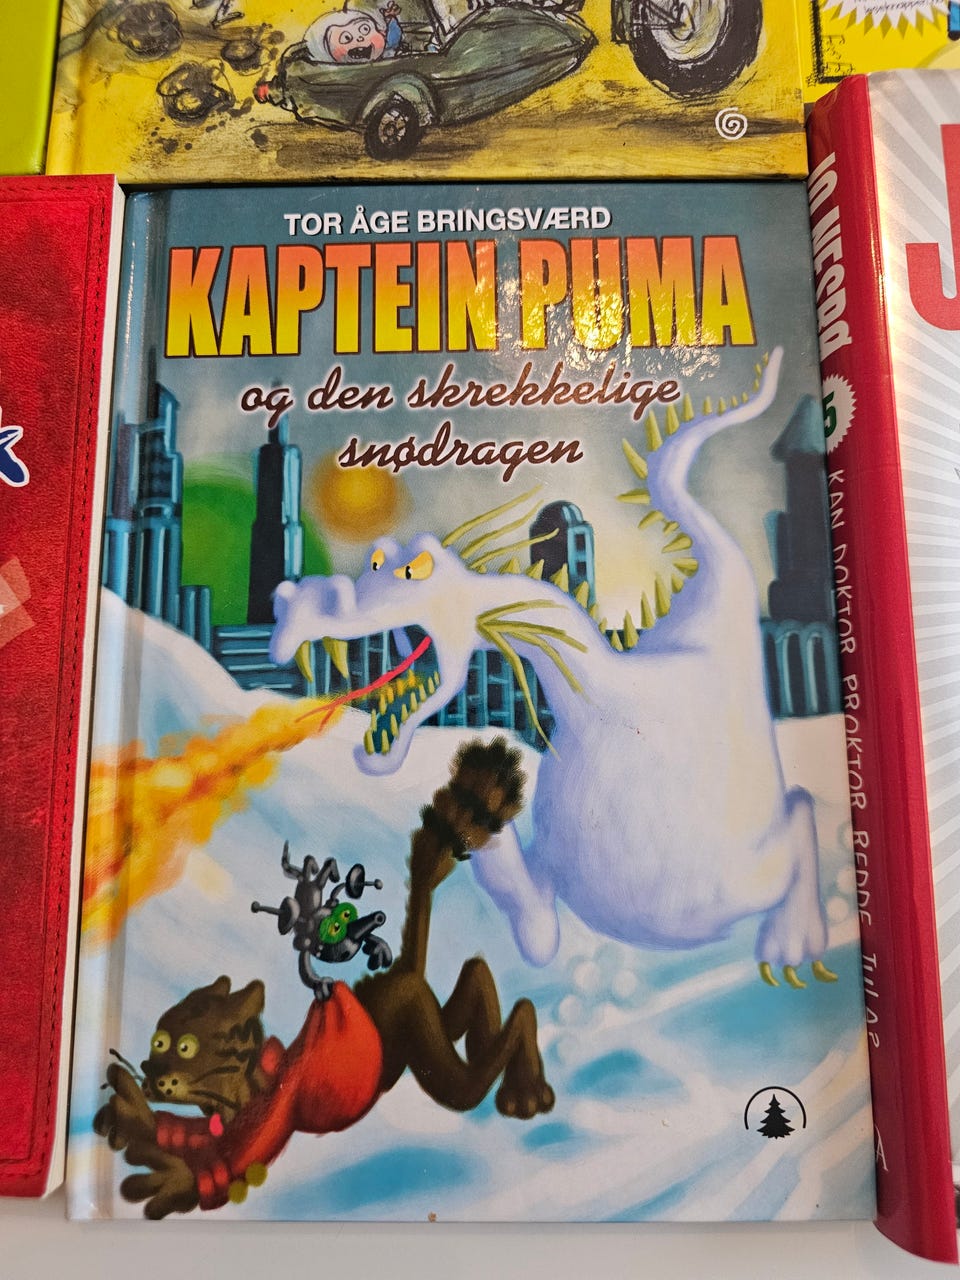 TOR ÅGE BRINGSVÆRD
KAPTEIN PUMA
og den skrekkelige
snødragen
JO NESBØ
5
KAN DOKTOR PROKTOR REDDE JULA?